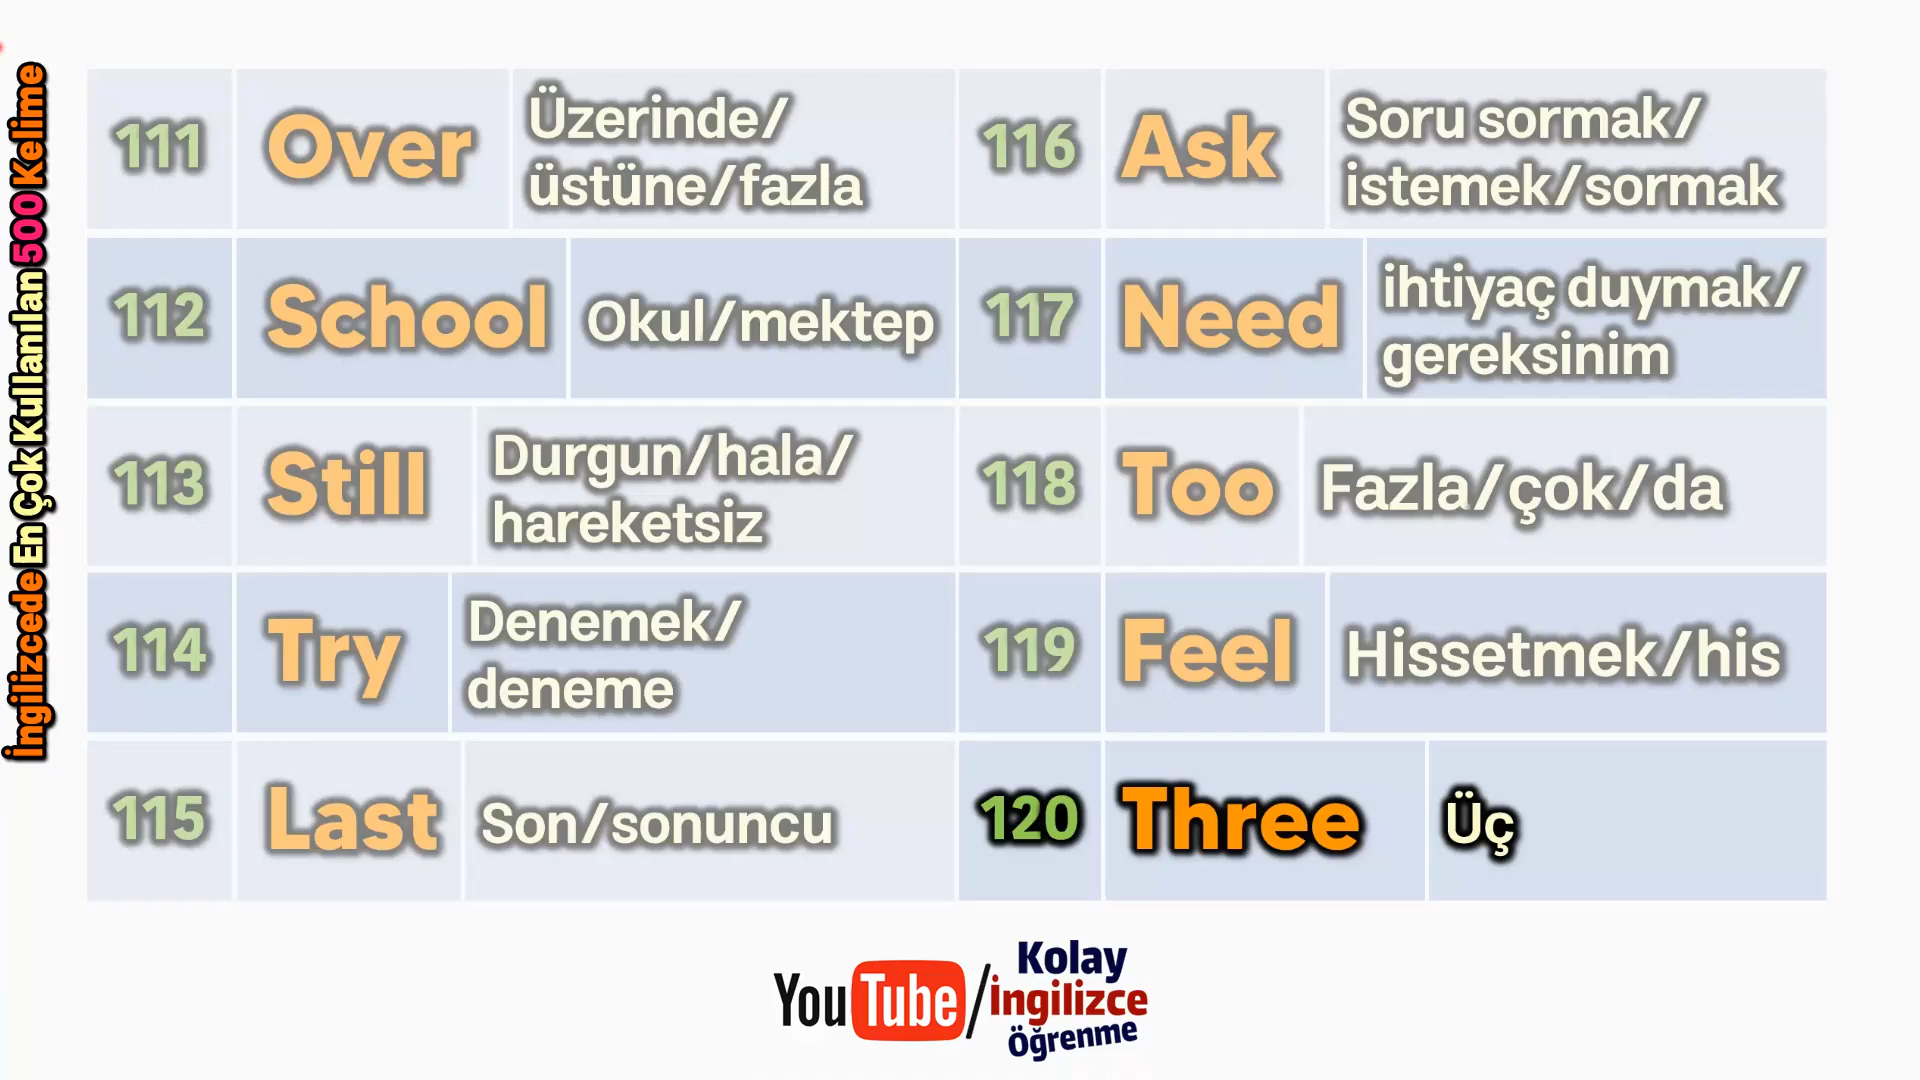 İngilizcede En Çok Kullanılan 500 Kelime
111 Over Üzerinde/
üstüne/fazla
112 School Okul/mektep
113 Still Durgun/hala/
hareketsiz
114 Try Denemek/
deneme
115 Last Son/sonuncu
116 Ask Soru sormak/
istemek/sormak
117 Need ihtiyaç duymak/
gereksinim
118 Too Fazla/çok/da
119 Feel Hissetmek/his
120 Three Üç
YouTube/Kolay
İngilizce
Öğrenme